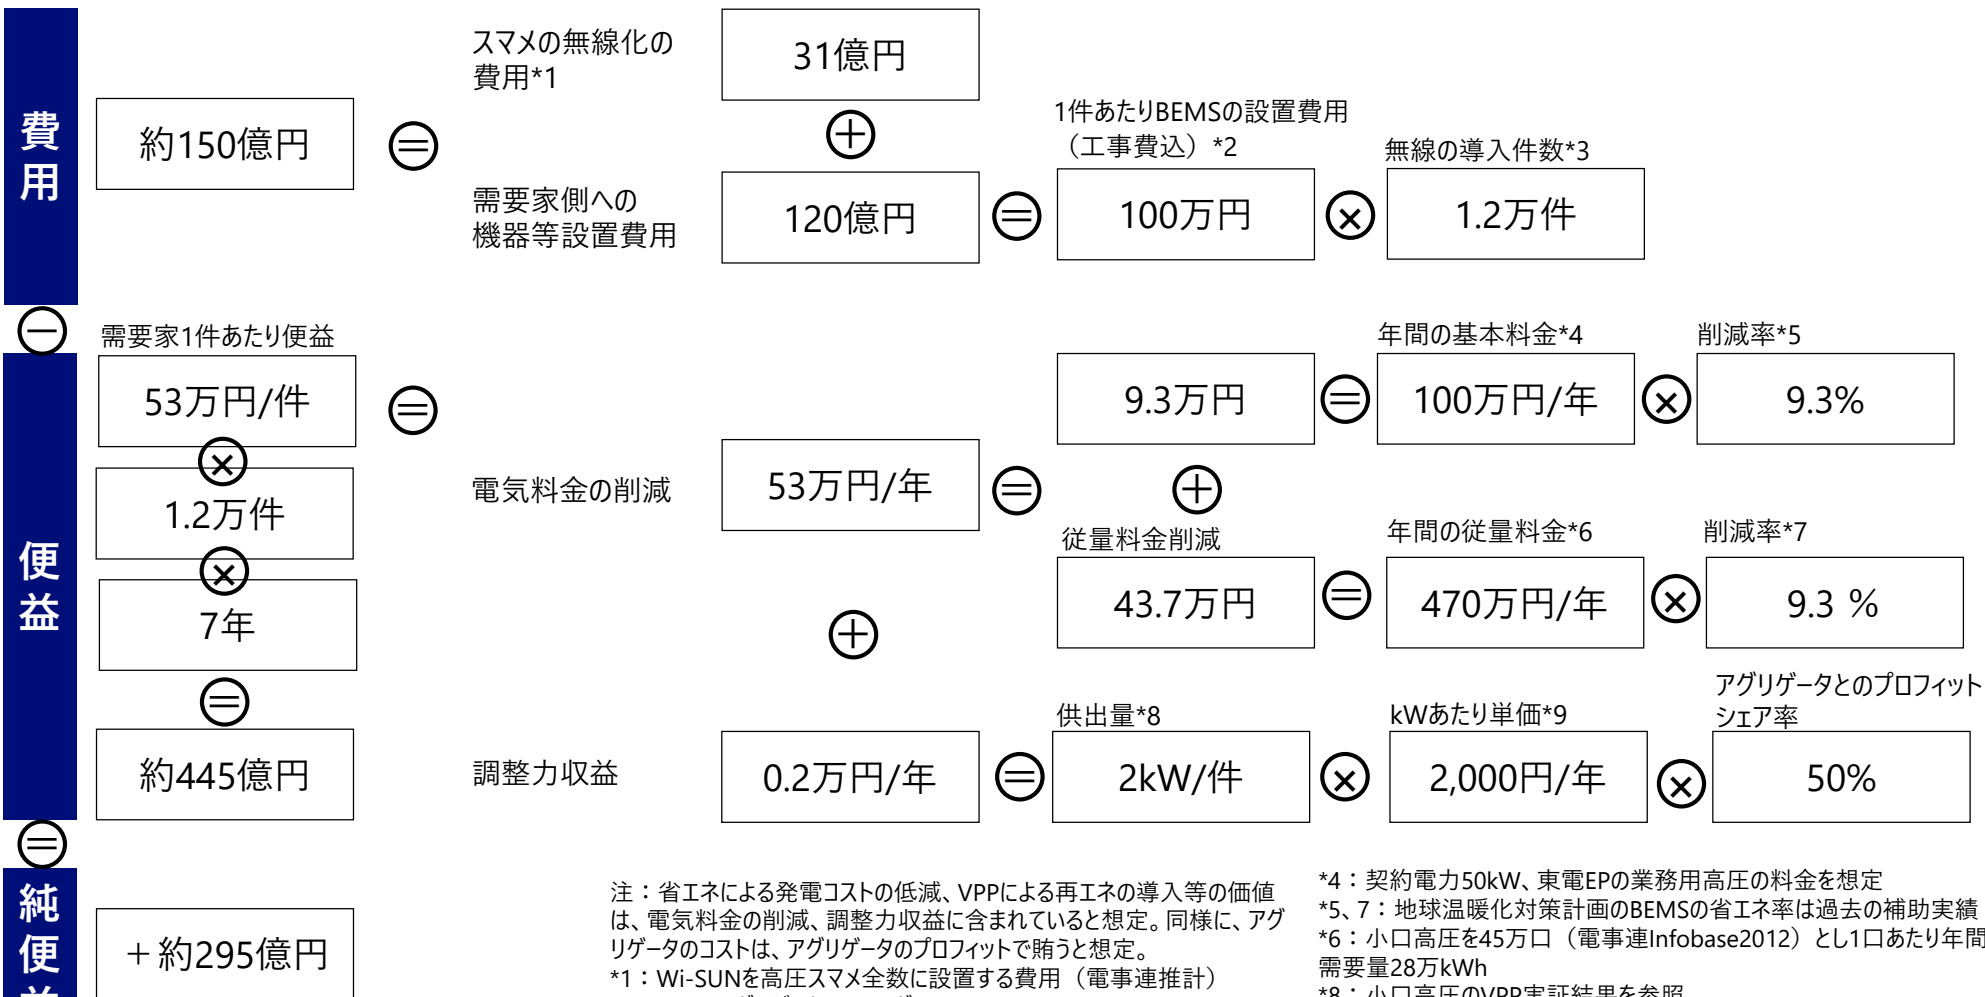 費用
約150億円
=
スマメの無線化の
費用*1
31億円
+
需要家側への
機器等設置費用
120億円
=
1件あたりBEMSの設置費用
（工事費込）*2
100万円
×
無線の導入件数*3
1.2万件
－
便益
需要家1件あたり便益
53万円/件
×
1.2万件
×
7年
=
約445億円
=
電気料金の削減
53万円/年
=
9.3万円
=
年間の基本料金*4
100万円/年
×
削減率*5
9.3%
+
従量料金削減
43.7万円
=
年間の従量料金*6
470万円/年
×
削減率*7
9.3 %
+
調整力収益
0.2万円/年
=
供出量*8
2kW/件
×
kWあたり単価*9
2,000円/年
×
アグリゲータとのプロフィット
シェア率
50%
=
純便益
＋約295億円
注：省エネによる発電コストの低減、VPPによる再エネの導入等の価値
は、電気料金の削減、調整力収益に含まれていると想定。同様に、アグ
リゲータのコストは、アグリゲータのプロフィットで賄うと想定。
*1：Wi-SUNを高圧スマメ全数に設置する費用（電事連推計）
*4：契約電力50kW、東電EPの業務用高圧の料金を想定
*5、7：地球温暖化対策計画のBEMSの省エネ率は過去の補助実績
*6：小口高圧を45万口（電事連Infobase2012）とし1口あたり年間
需要量28万kWh
*8：小口高圧のVPP実証結果を参照